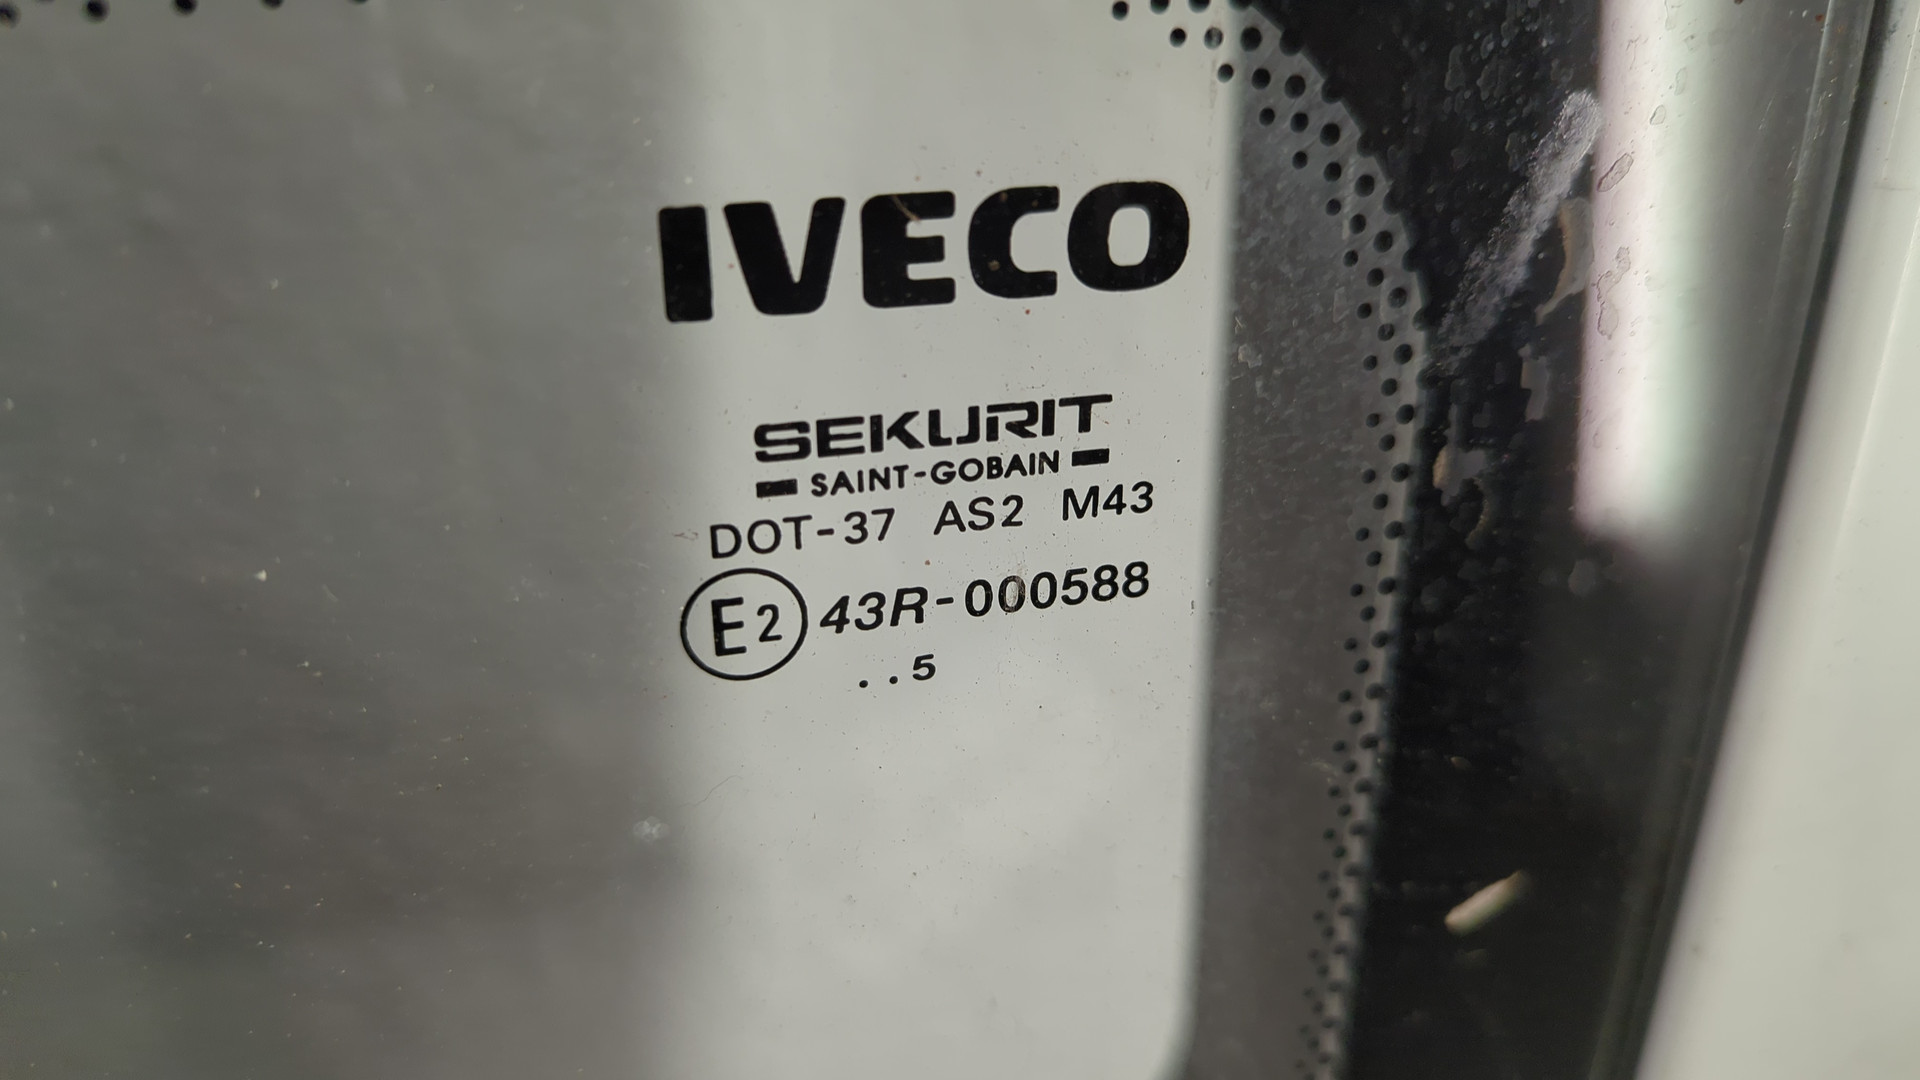 IVECO
SEKURIT
SAINT-GOBAIN
DOT-37 AS2 M43
E2 43R-000588
..5